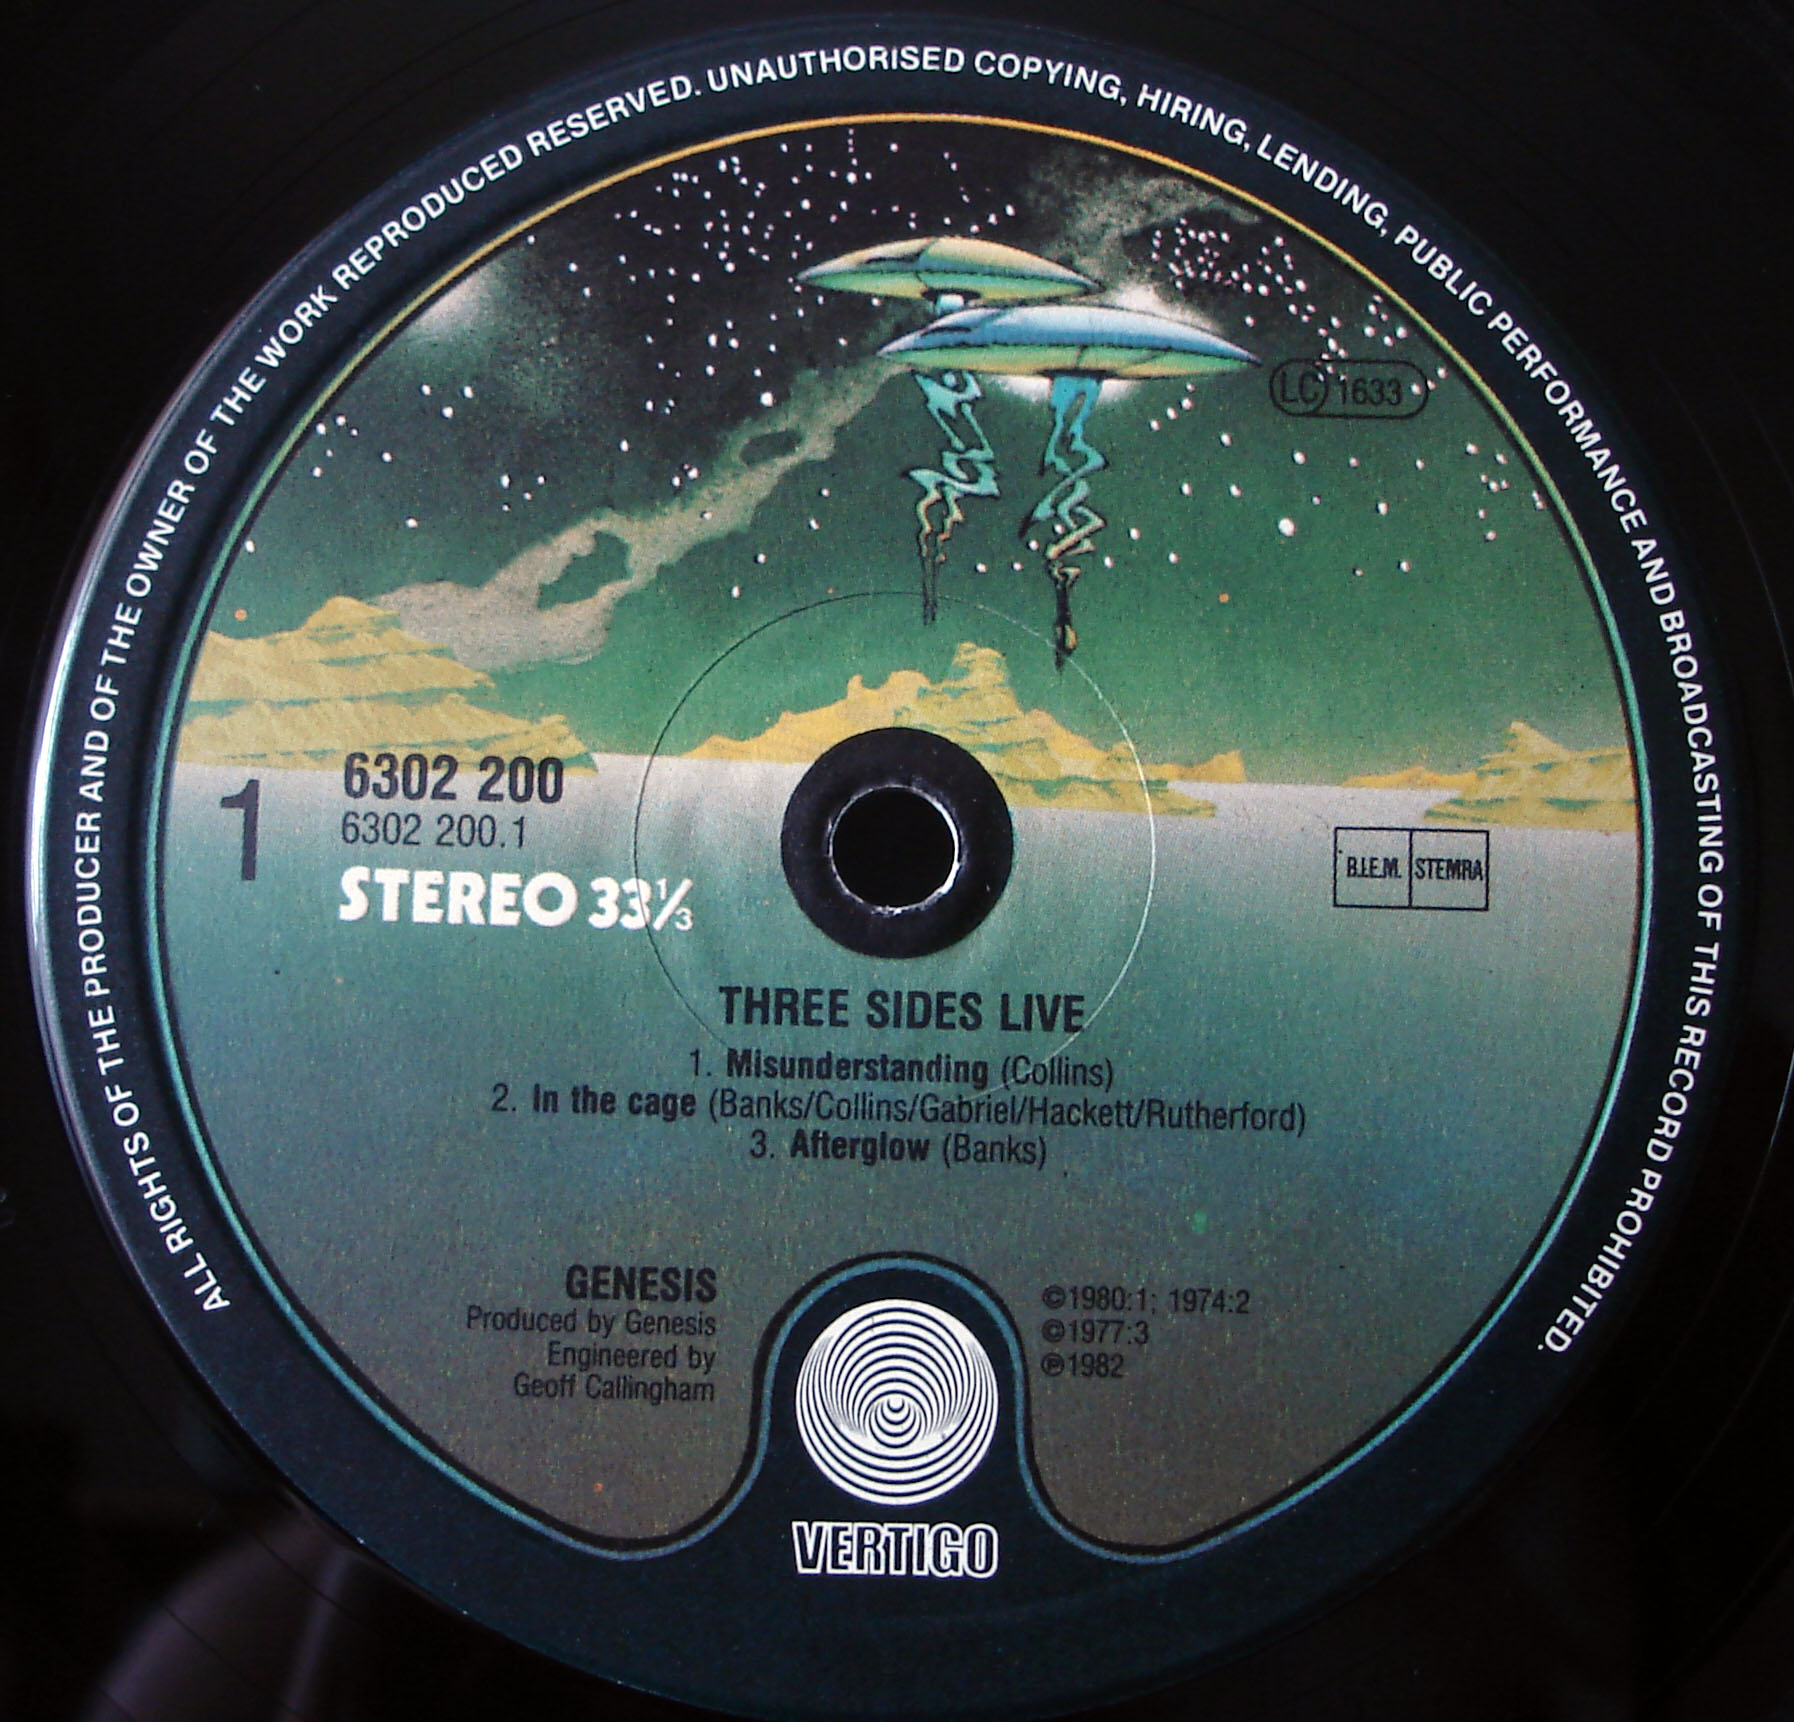 ALL RIGHTS OF THE PRODUCER AND OF THE OWNER OF THE WORK REPRODUCED RESERVED. UNAUTHORISED COPYING, HIRING, LENDING, PUBLIC PERFORMANCE AND BROADCASTING OF THIS RECORD PROHIBITED.
LC 1633
1
6302 200
6302 200.1
STEREO 33⅓
B.I.E.M. STEMRA
THREE SIDES LIVE
1. Misunderstanding (Collins)
2. In the cage (Banks/Collins/Gabriel/Hackett/Rutherford)
3. Afterglow (Banks)
GENESIS
Produced by Genesis
Engineered by
Geoff Callingham
©1980:1; 1974:2
©1977:3
℗1982
VERTIGO